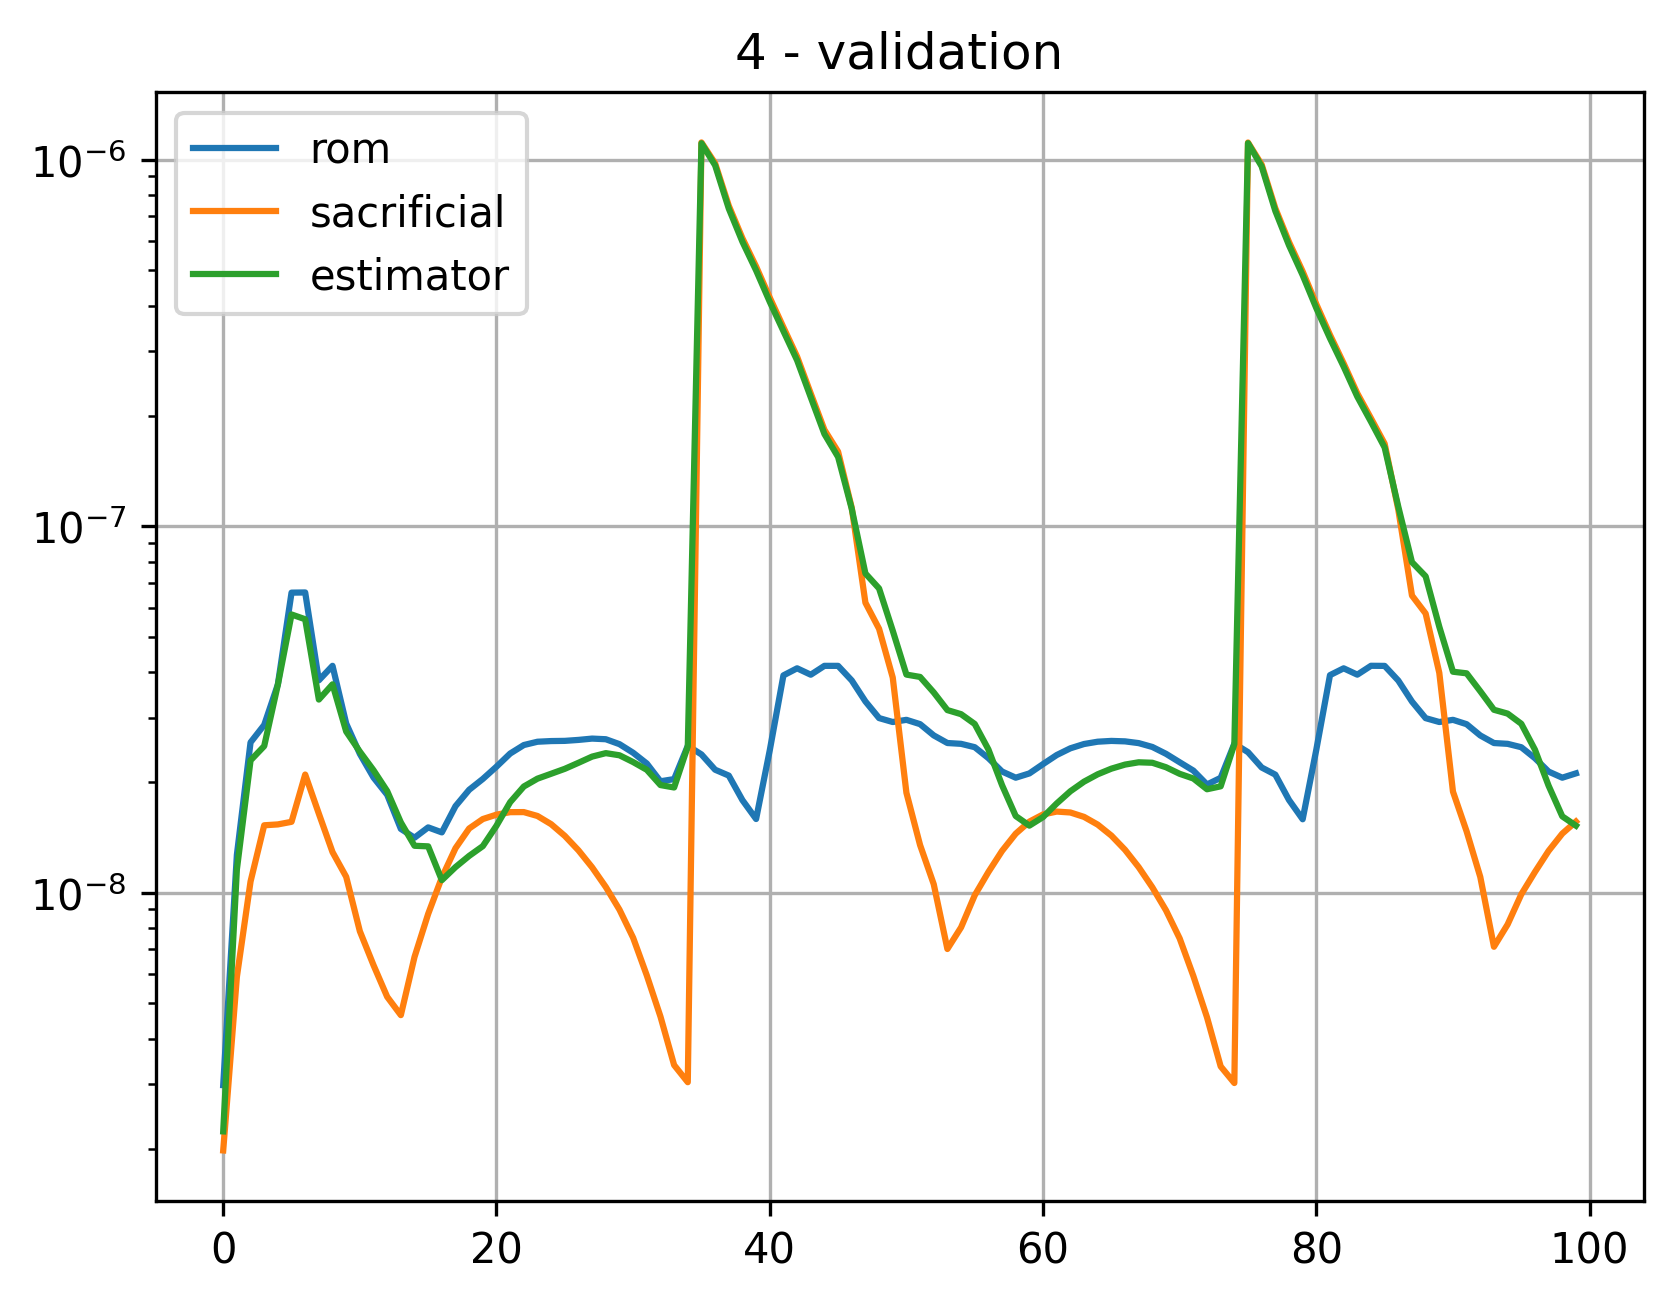 4 - validation
rom
sacrificial
estimator
10⁻⁶
10⁻⁷
10⁻⁸
0 20 40 60 80 100